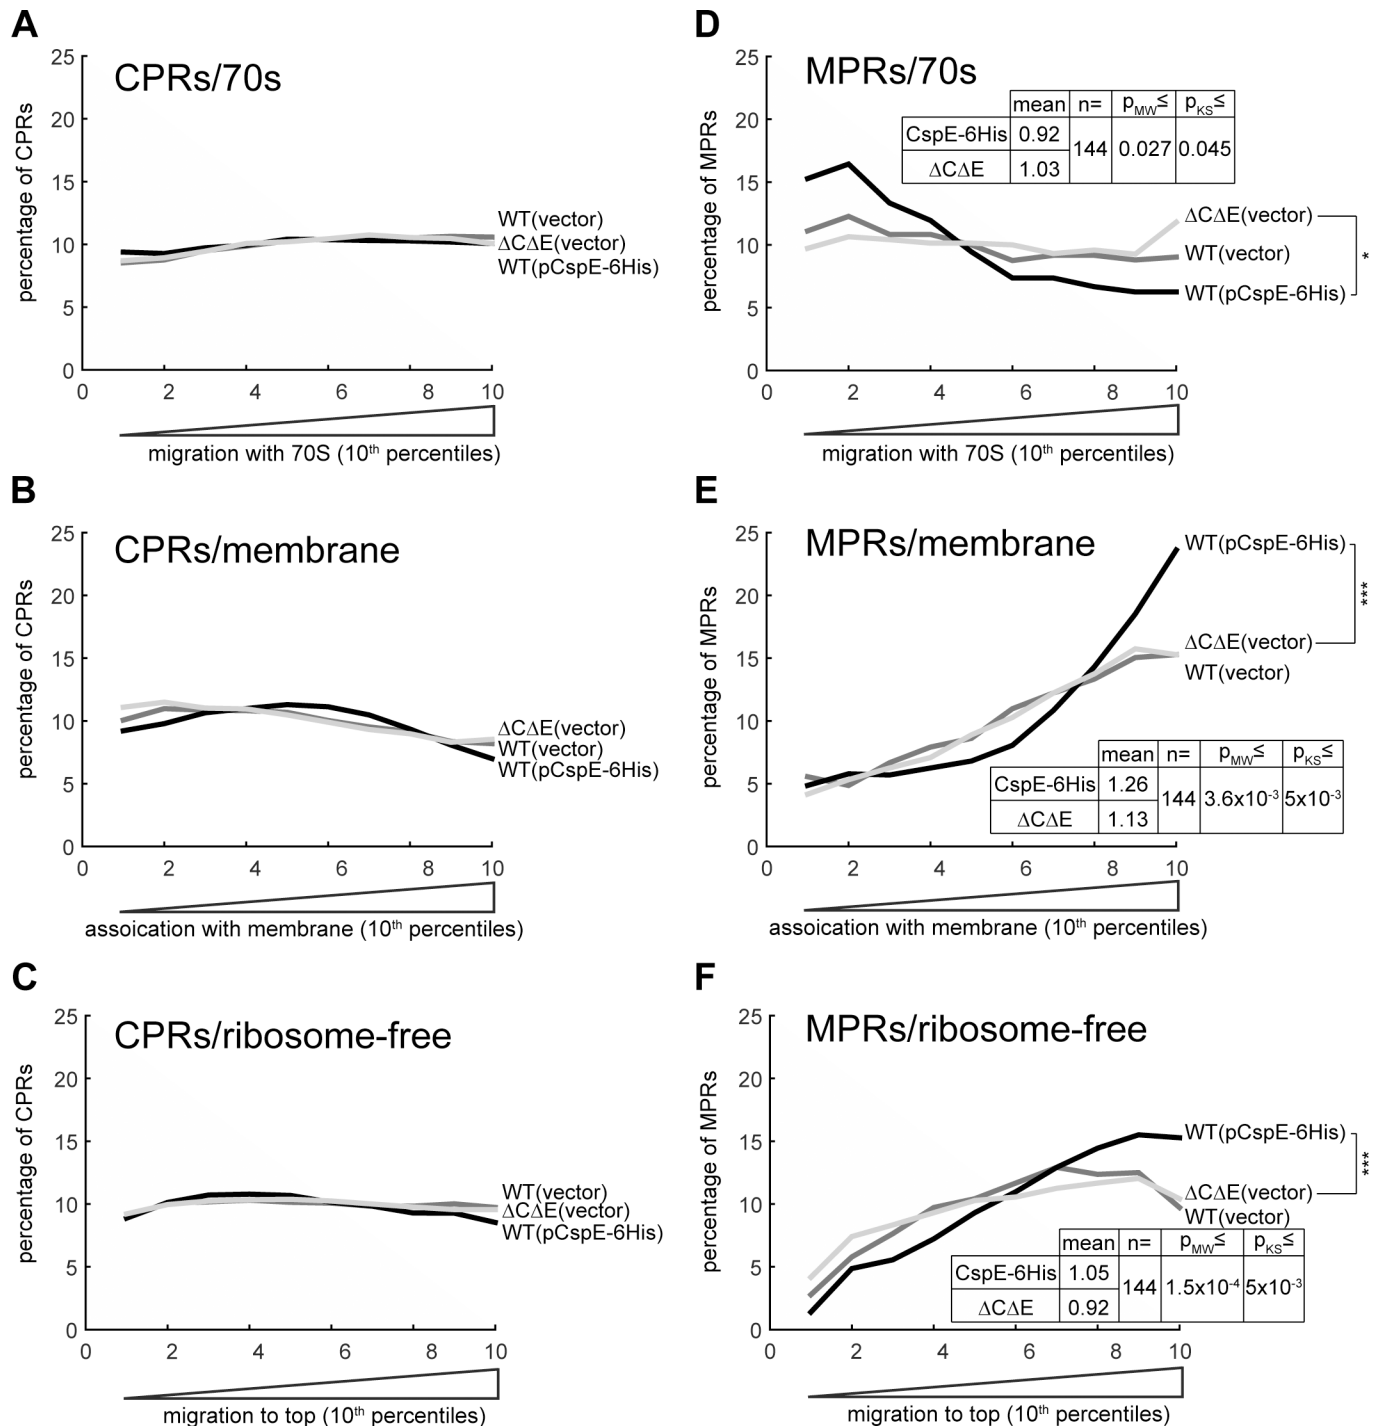 A
CPRs/70s
percentage of CPRs
25
20
15
10
5
0
WT(vector)
ΔCΔE(vector)
WT(pCspE-6His)
0 2 4 6 8 10
migration with 70S (10th percentiles)
D
MPRs/70s
percentage of MPRs
25
20
15
10
5
0
mean n= pMW≤ pKS≤
CspE-6His 0.92 144 0.027 0.045
ΔCΔE 1.03
ΔCΔE(vector)
WT(vector)
WT(pCspE-6His)
*
0 2 4 6 8 10
migration with 70S (10th percentiles)
B
CPRs/membrane
percentage of CPRs
25
20
15
10
5
0
ΔCΔE(vector)
WT(vector)
WT(pCspE-6His)
0 2 4 6 8 10
assoication with membrane (10th percentiles)
E
MPRs/membrane
percentage of MPRs
25
20
15
10
5
0
WT(pCspE-6His)
***
ΔCΔE(vector)
WT(vector)
mean n= pMW≤ pKS≤
CspE-6His 1.26 144 3.6x10-3 5x10-3
ΔCΔE 1.13
0 2 4 6 8 10
assoication with membrane (10th percentiles)
C
CPRs/ribosome-free
percentage of CPRs
25
20
15
10
5
0
WT(vector)
ΔCΔE(vector)
WT(pCspE-6His)
0 2 4 6 8 10
migration to top (10th percentiles)
F
MPRs/ribosome-free
percentage of MPRs
25
20
15
10
5
0
WT(pCspE-6His)
***
ΔCΔE(vector)
WT(vector)
mean n= pMW≤ pKS≤
CspE-6His 1.05 144 1.5x10-4 5x10-3
ΔCΔE 0.92
0 2 4 6 8 10
migration to top (10th percentiles)